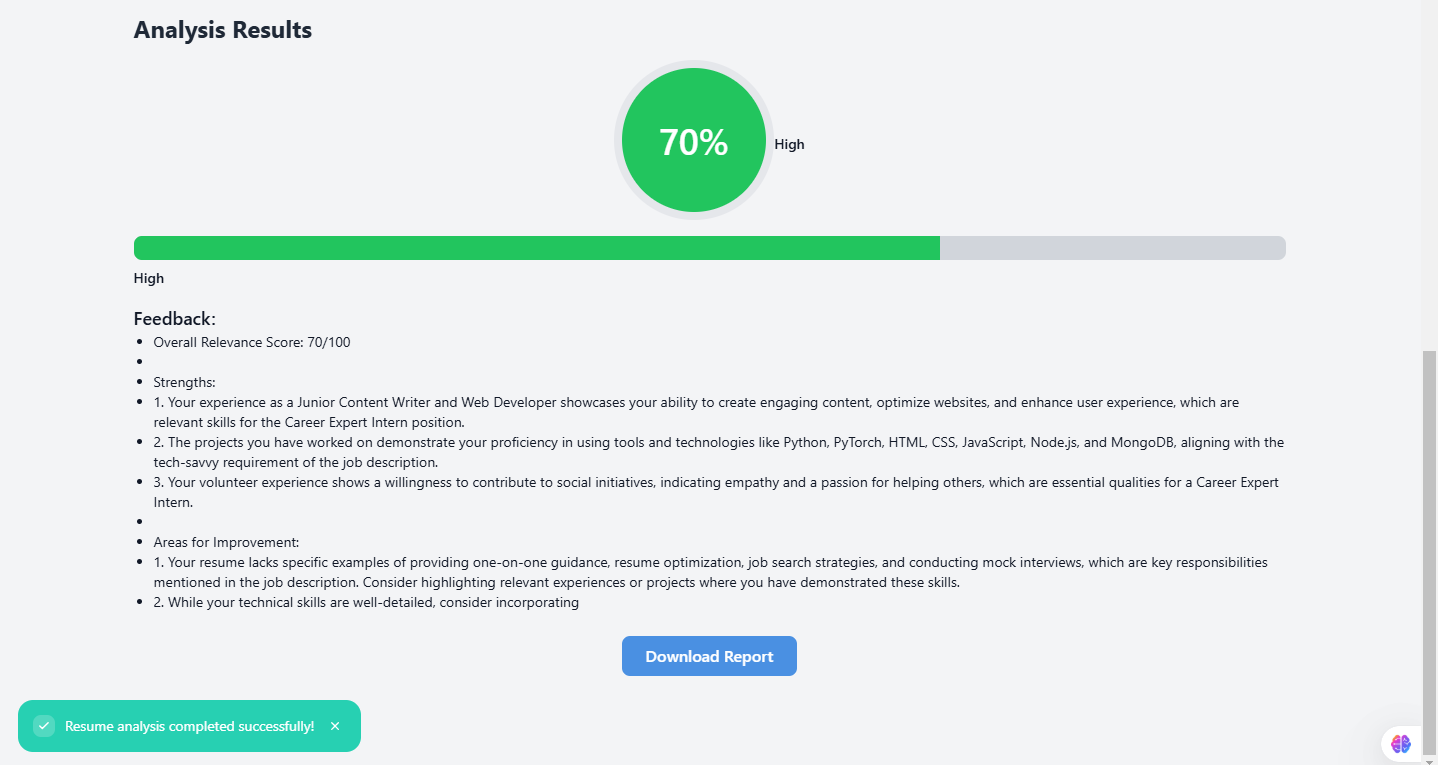 Analysis Results
70%
High
High
Feedback:
Overall Relevance Score: 70/100
Strengths:
1. Your experience as a Junior Content Writer and Web Developer showcases your ability to create engaging content, optimize websites, and enhance user experience, which are
relevant skills for the Career Expert Intern position.
2. The projects you have worked on demonstrate your proficiency in using tools and technologies like Python, PyTorch, HTML, CSS, JavaScript, Node.js, and MongoDB, aligning with the
tech-savvy requirement of the job description.
3. Your volunteer experience shows a willingness to contribute to social initiatives, indicating empathy and a passion for helping others, which are essential qualities for a Career Expert
Intern.
Areas for Improvement:
1. Your resume lacks specific examples of providing one-on-one guidance, resume optimization, job search strategies, and conducting mock interviews, which are key responsibilities
mentioned in the job description. Consider highlighting relevant experiences or projects where you have demonstrated these skills.
2. While your technical skills are well-detailed, consider incorporating
Download Report
Resume analysis completed successfully!